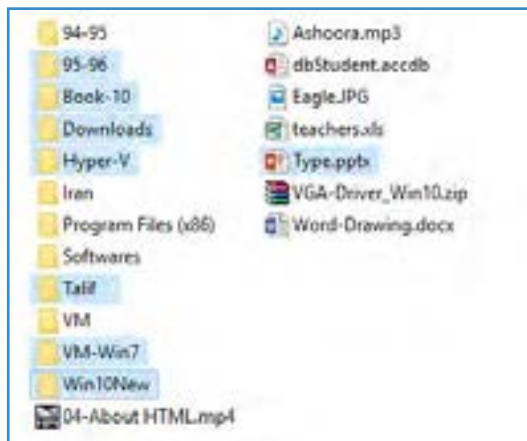 94-95
95-96
Book-10
Downloads
Hyper-V
Iran
Program Files (x86)
Softwares
Talif
VM
VM-Win7
Win10New
04-About HTML.mp4
Ashoora.mp3
dbStudent.accdb
Eagle.JPG
teachers.xls
Type.pptx
VGA-Driver_Win10.zip
Word-Drawing.docx